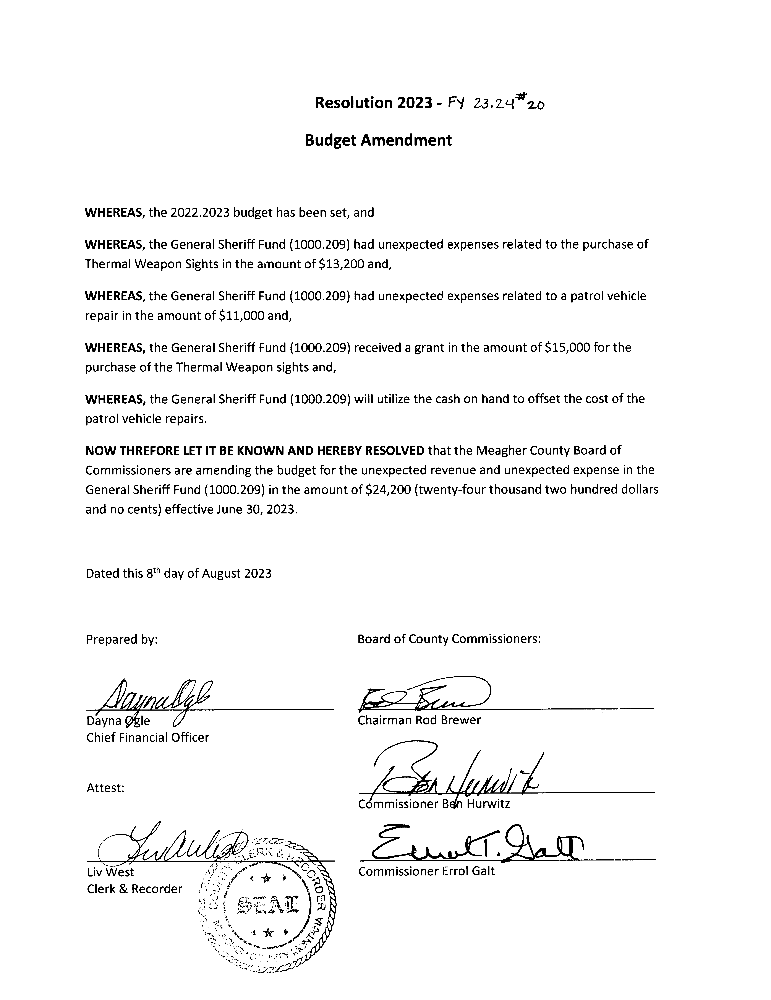 Resolution 2023 - FY 23.24 #20
Budget Amendment
WHEREAS, the 2022.2023 budget has been set, and
WHEREAS, the General Sheriff Fund (1000.209) had unexpected expenses related to the purchase of
Thermal Weapon Sights in the amount of $13,200 and,
WHEREAS, the General Sheriff Fund (1000.209) had unexpected expenses related to a patrol vehicle
repair in the amount of $11,000 and,
WHEREAS, the General Sheriff Fund (1000.209) received a grant in the amount of $15,000 for the
purchase of the Thermal Weapon sights and,
WHEREAS, the General Sheriff Fund (1000.209) will utilize the cash on hand to offset the cost of the
patrol vehicle repairs.
NOW THREFORE LET IT BE KNOWN AND HEREBY RESOLVED that the Meagher County Board of
Commissioners are amending the budget for the unexpected revenue and unexpected expense in the
General Sheriff Fund (1000.209) in the amount of $24,200 (twenty-four thousand two hundred dollars
and no cents) effective June 30, 2023.
Dated this 8th day of August 2023
Prepared by:
Dayna Ogle
Dayna Ogle
Chief Financial Officer
Attest:
Liv West
Clerk & Recorder
COUNTY CLERK & RECORDER
SEAL
MEAGHER COUNTY MONTANA
Board of County Commissioners:
Chairman Rod Brewer
Ben Hurwitz
Commissioner Ben Hurwitz
Errol T. Galt
Commissioner Errol Galt